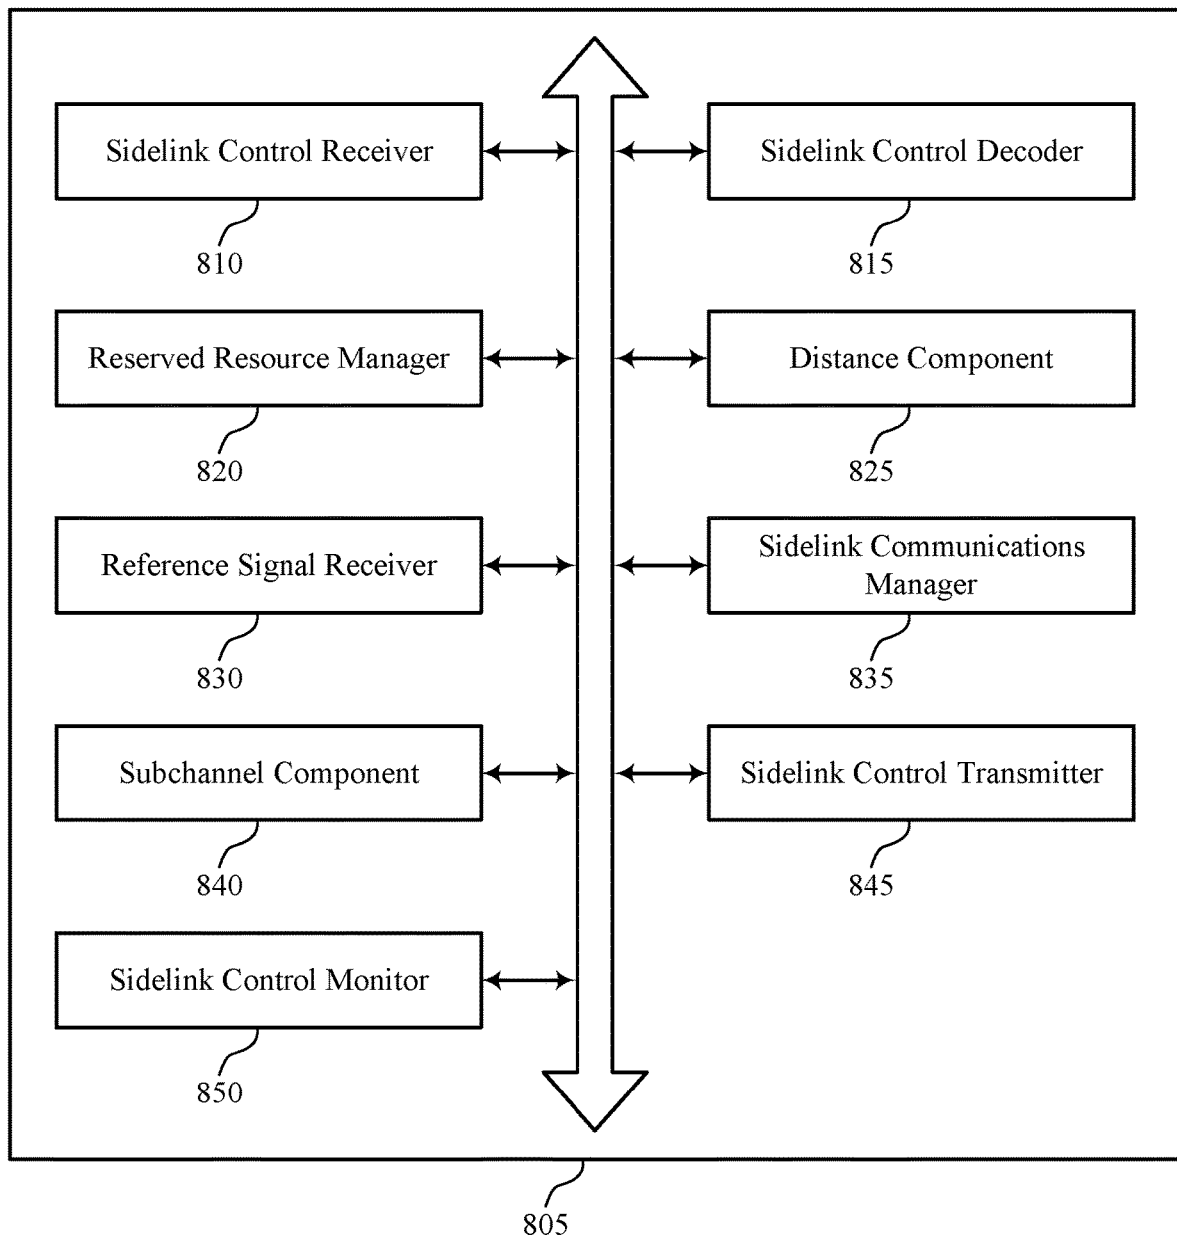 Sidelink Control Receiver
810
Sidelink Control Decoder
815
Reserved Resource Manager
820
Distance Component
825
Reference Signal Receiver
830
Sidelink Communications
Manager
835
Subchannel Component
840
Sidelink Control Transmitter
845
Sidelink Control Monitor
850
805